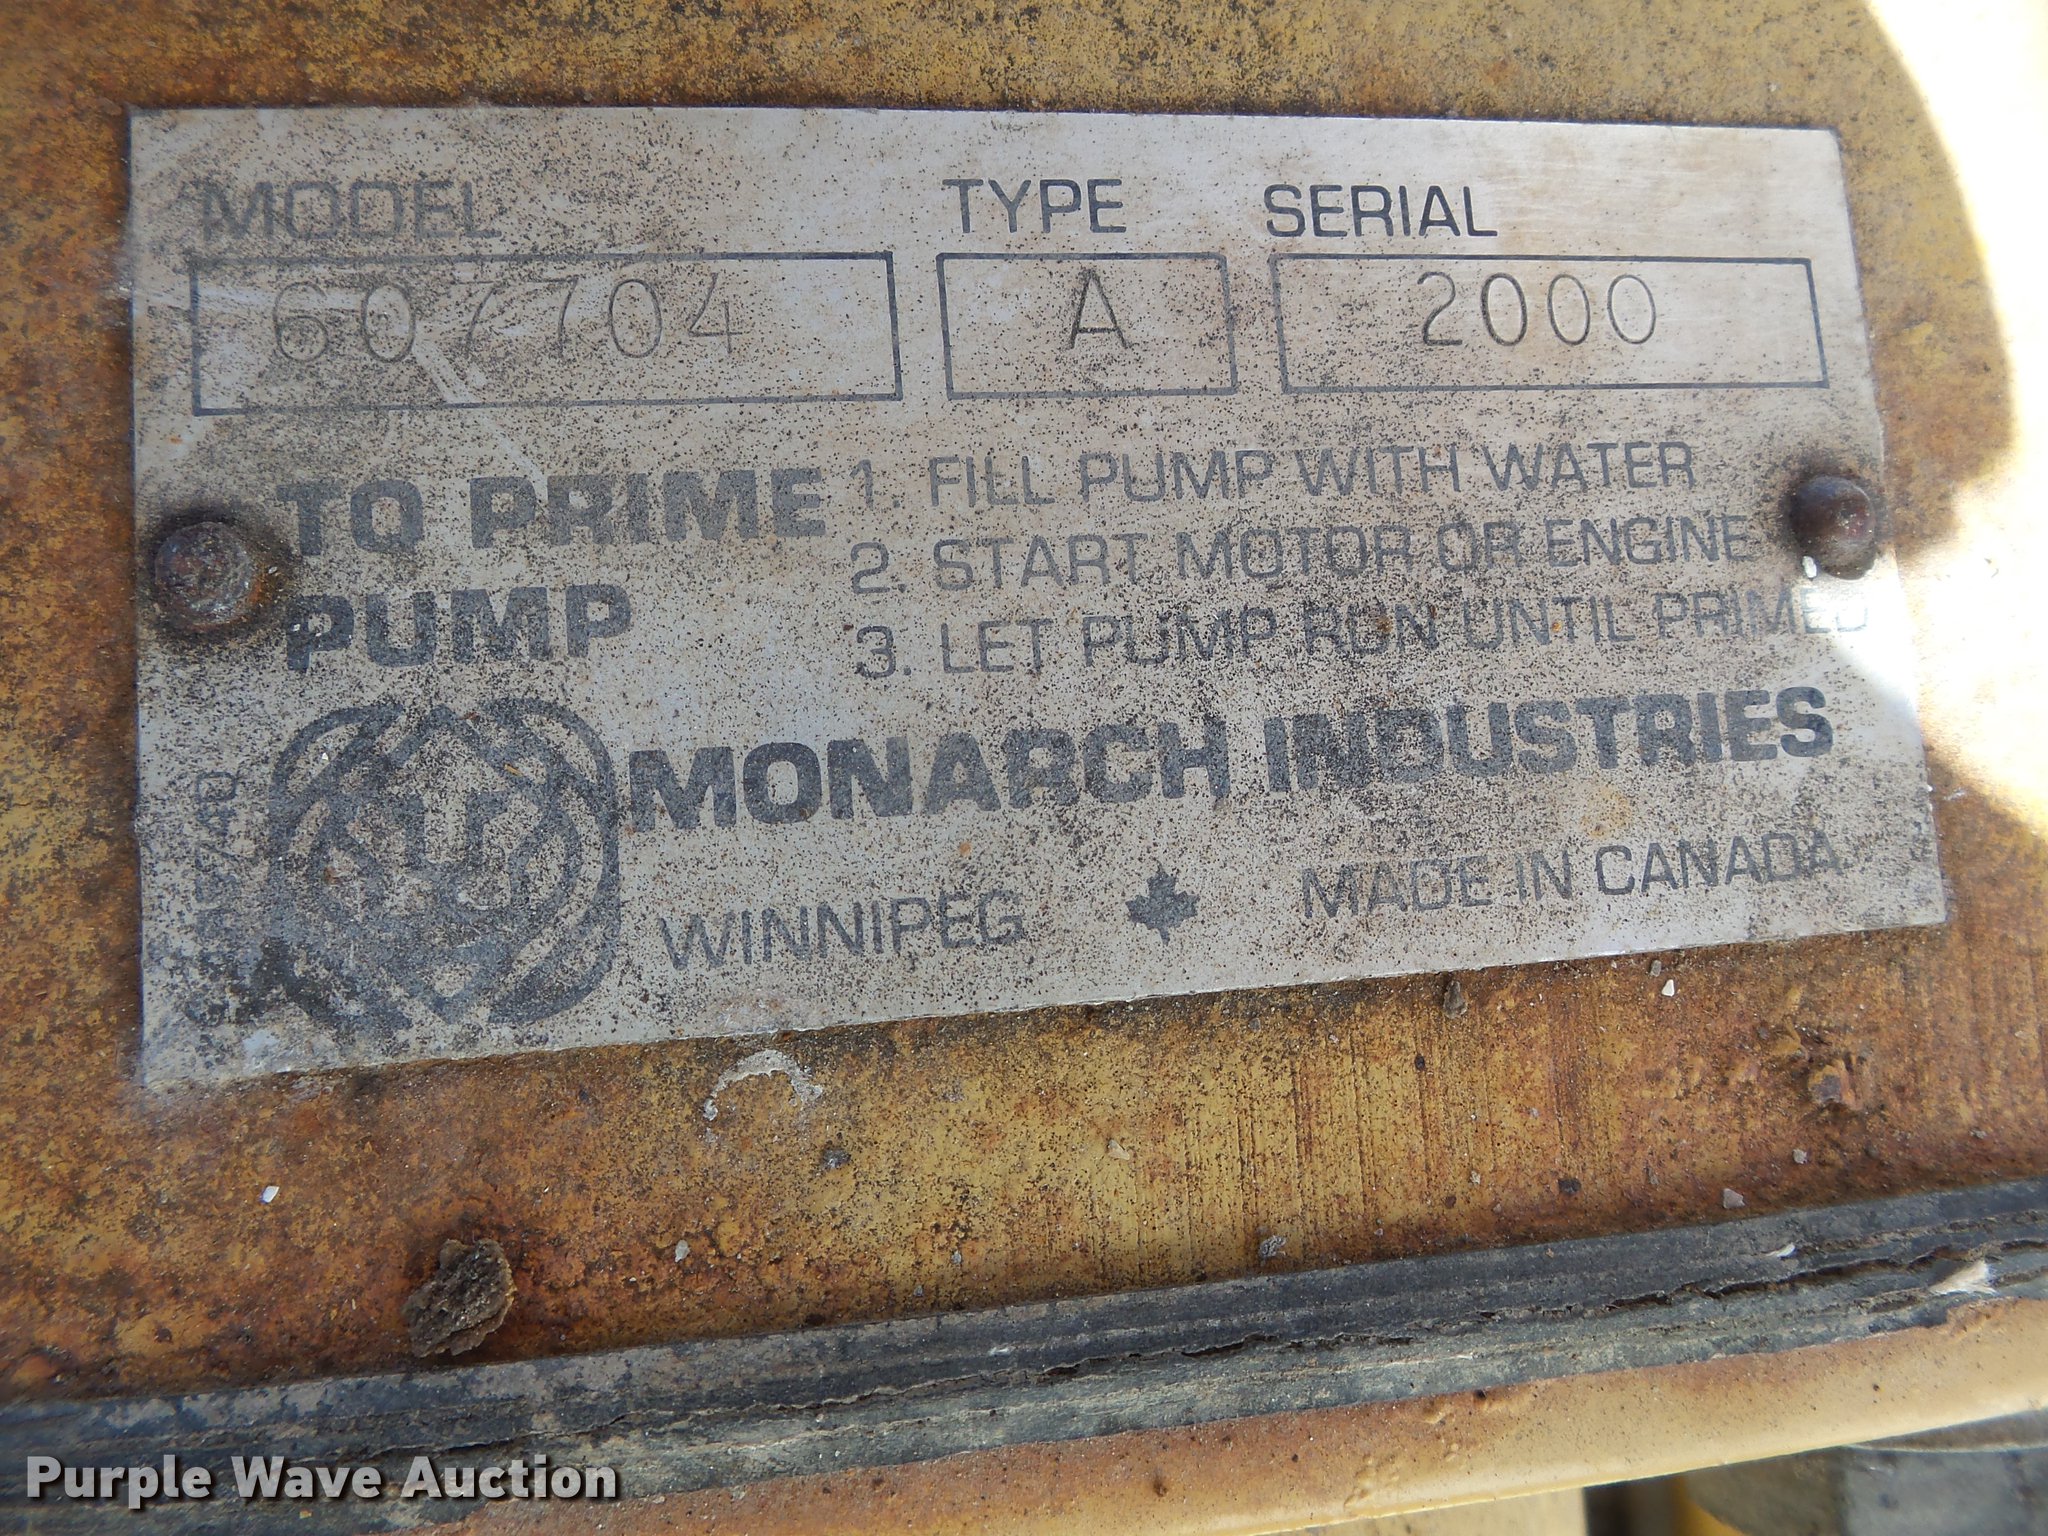 MODEL TYPE SERIAL
607704 A 2000
TO PRIME PUMP
1. FILL PUMP WITH WATER
2. START MOTOR OR ENGINE
3. LET PUMP RUN UNTIL PRIMED
MONARCH INDUSTRIES
WINNIPEG MADE IN CANADA
Purple Wave Auction